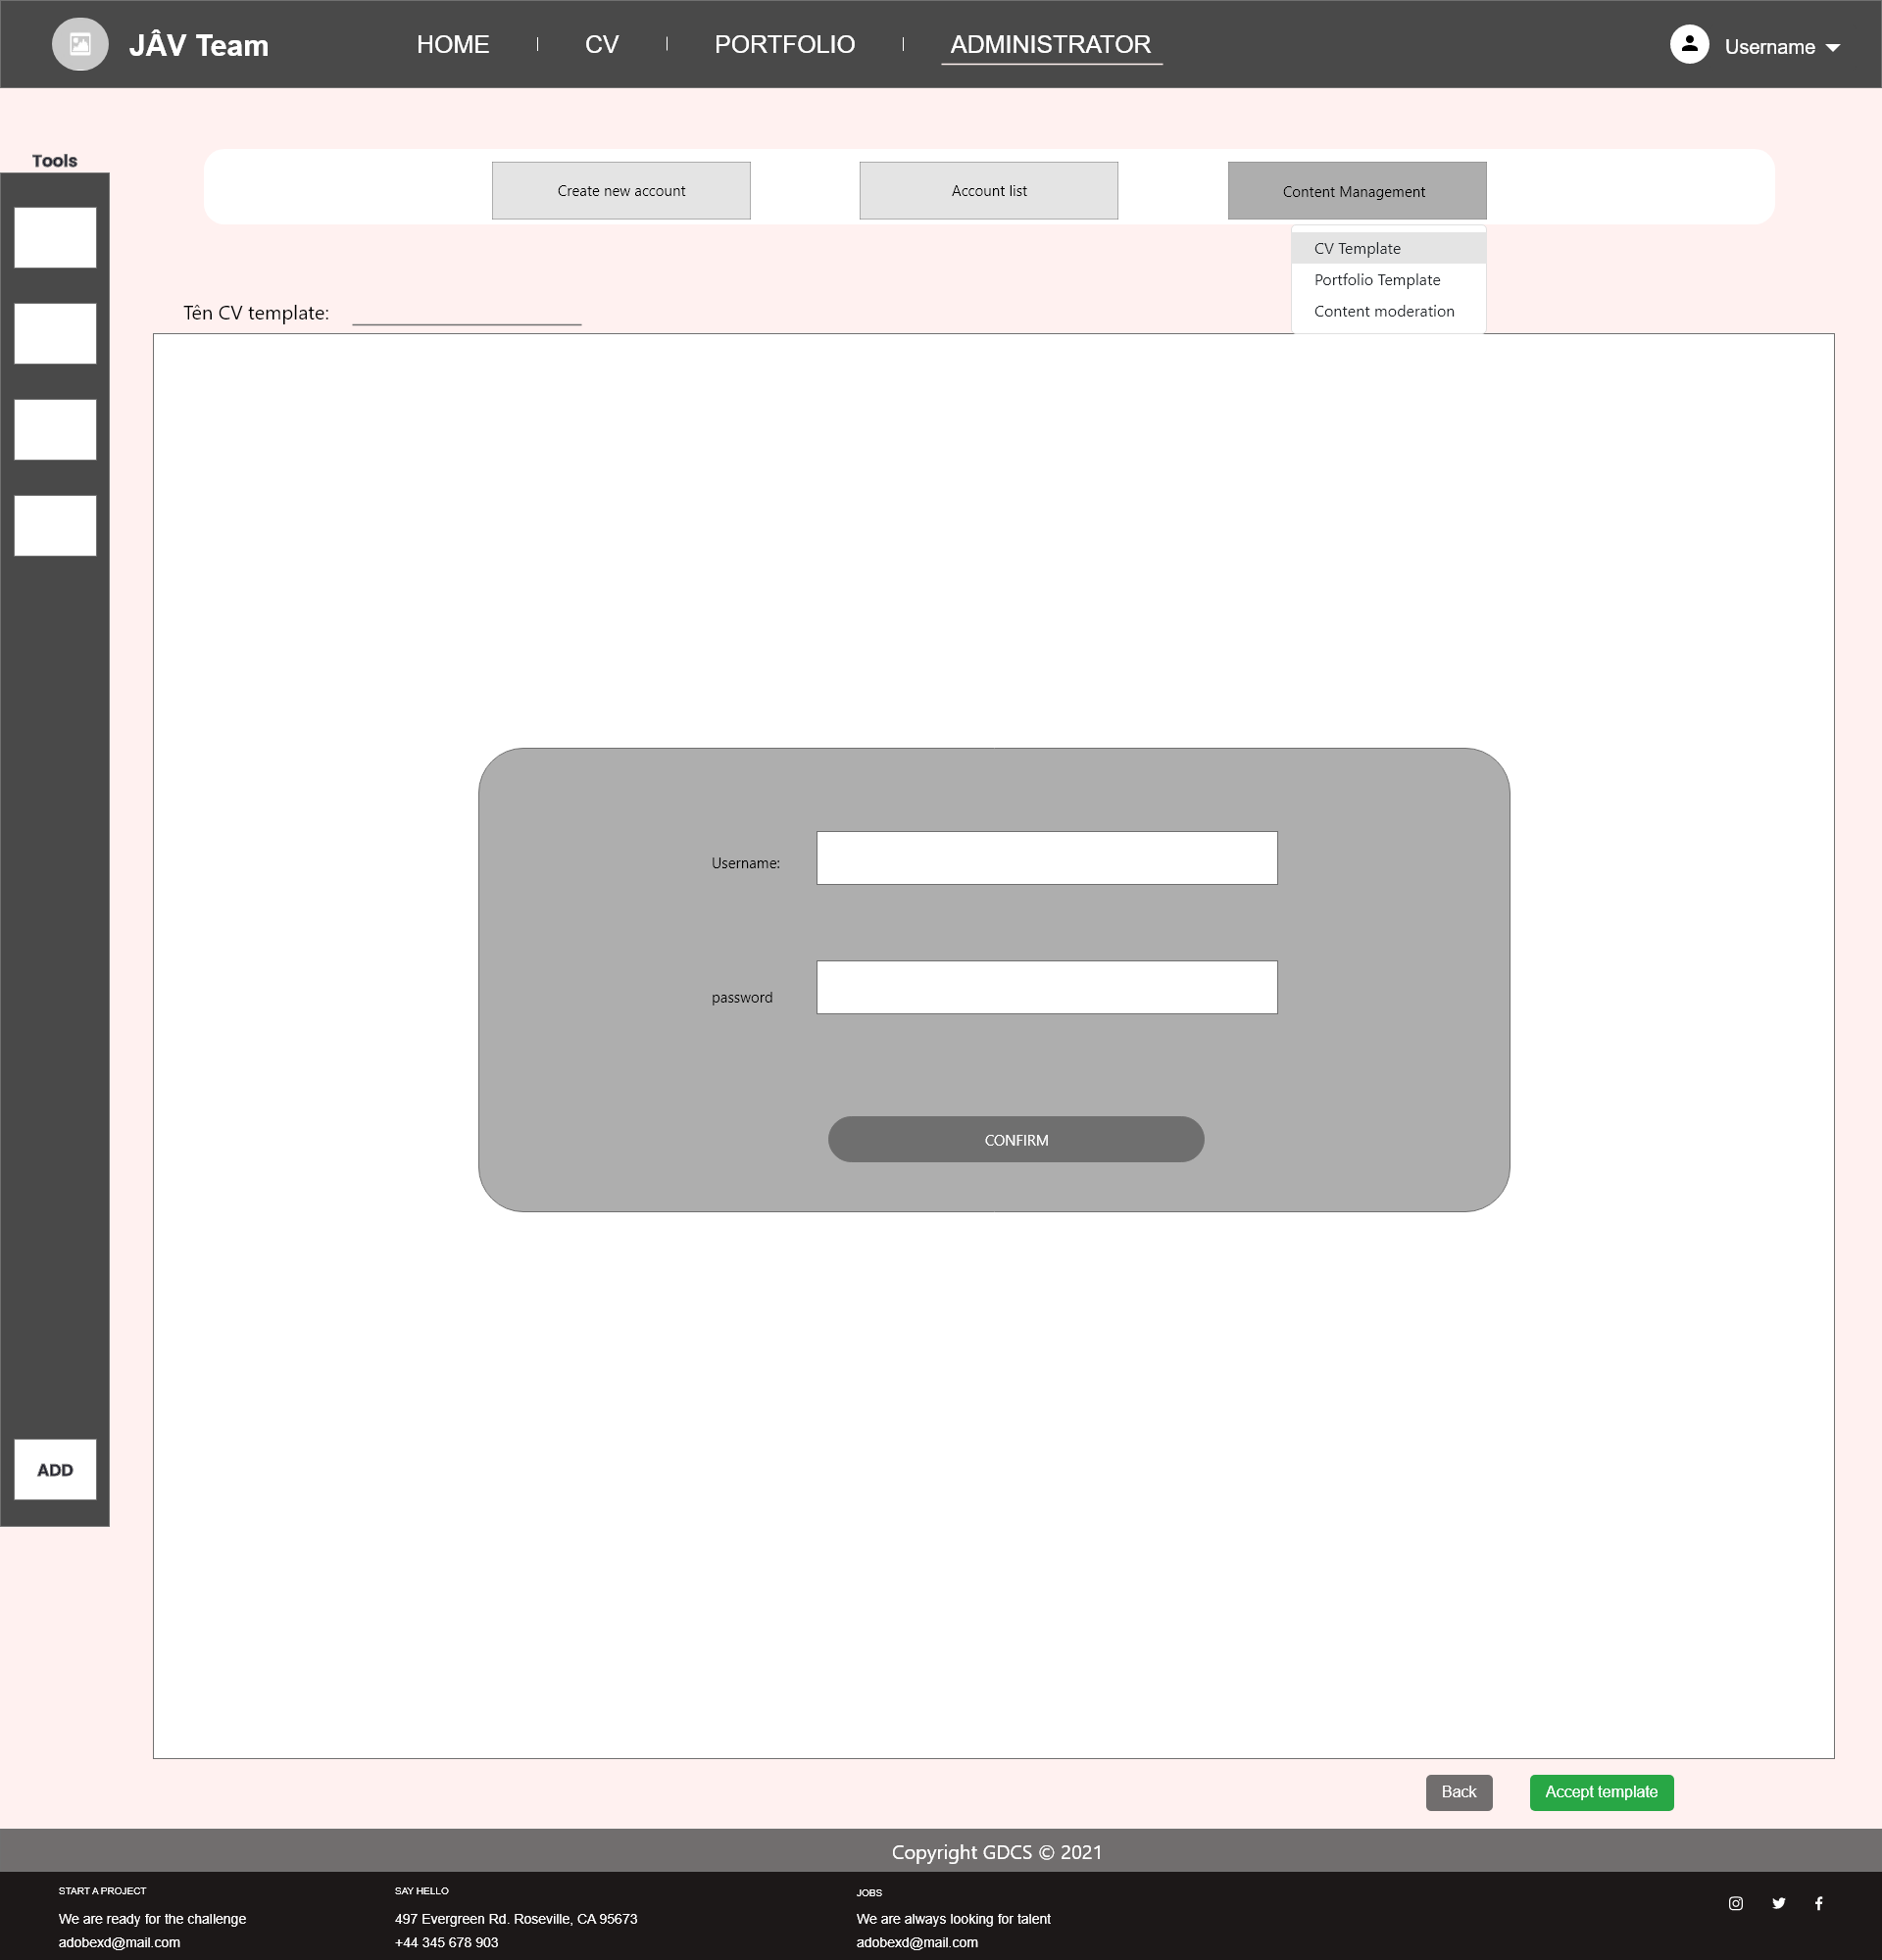 JÂV Team
HOME
CV
PORTFOLIO
ADMINISTRATOR
Username
Tools
Create new account
Account list
Content Management
CV Template
Portfolio Template
Content moderation
Tên CV template:
Username:
password
CONFIRM
ADD
Back
Accept template
Copyright GDCS © 2021
START A PROJECT
We are ready for the challenge
adobexd@mail.com
SAY HELLO
497 Evergreen Rd. Roseville, CA 95673
+44 345 678 903
JOBS
We are always looking for talent
adobexd@mail.com